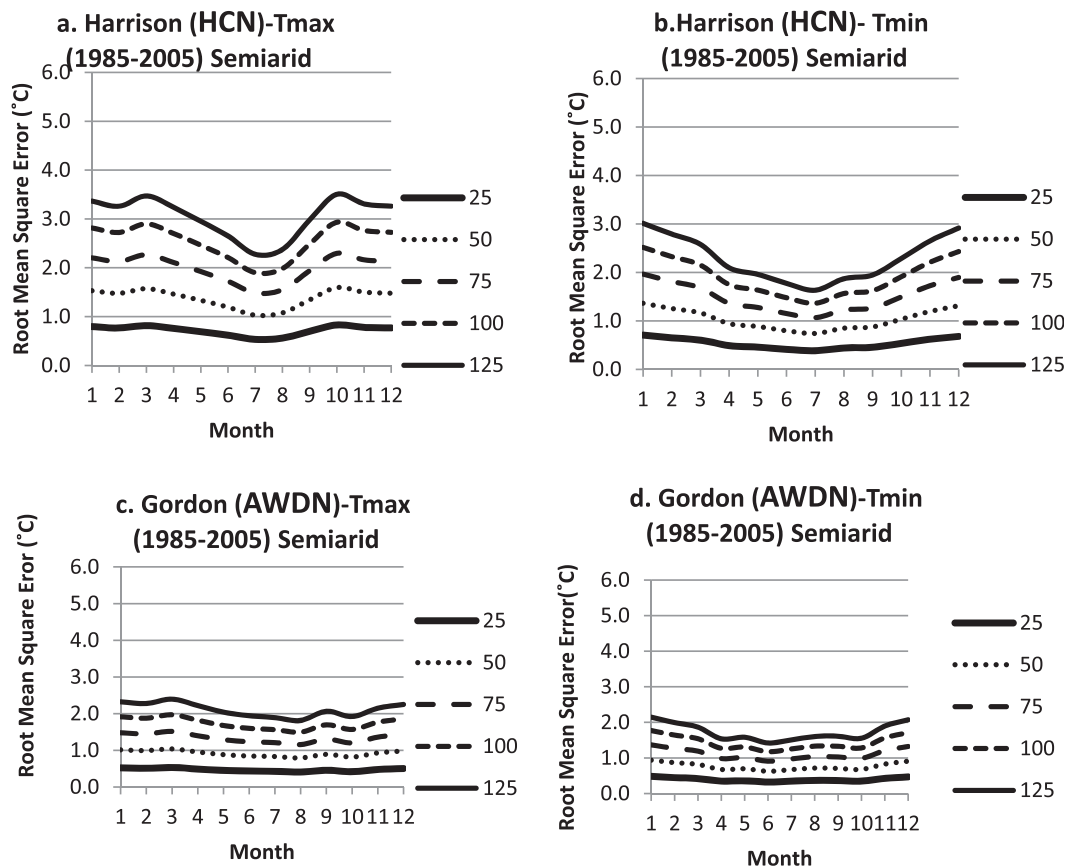 a. Harrison (HCN)-Tmax
(1985-2005) Semiarid
Root Mean Square Error (˚C)
6.0
5.0
4.0
3.0
2.0
1.0
0.0
1 2 3 4 5 6 7 8 9 10 11 12
Month
25
50
75
100
125
b.Harrison (HCN)- Tmin
(1985-2005) Semiarid
Root Mean Square Error (˚C)
6.0
5.0
4.0
3.0
2.0
1.0
0.0
1 2 3 4 5 6 7 8 9 10 11 12
Month
25
50
75
100
125
c. Gordon (AWDN)-Tmax
(1985-2005) Semiarid
Root Mean Square Eror (˚C)
6.0
5.0
4.0
3.0
2.0
1.0
0.0
1 2 3 4 5 6 7 8 9 10 11 12
Month
25
50
75
100
125
d. Gordon (AWDN)-Tmin
(1985-2005) Semiarid
Root Mean Square Error(˚C)
6.0
5.0
4.0
3.0
2.0
1.0
0.0
1 2 3 4 5 6 7 8 9 10 11 12
Month
25
50
75
100
125